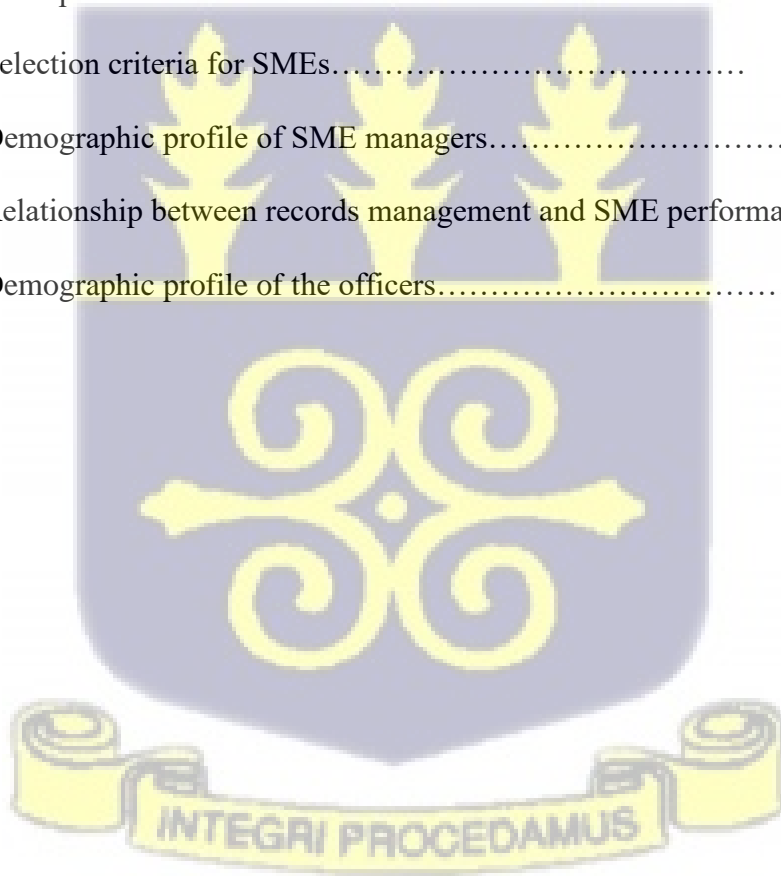 election criteria for SMEs…………………………………
Demographic profile of SME managers………………………
elationship between records management and SME performa
Demographic profile of the officers……………………………
INTEGRI PROCEDAMUS